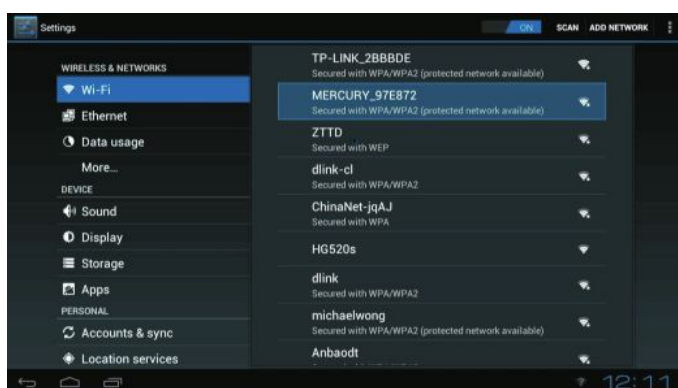 Settings
ON
SCAN
ADD NETWORK
WIRELESS & NETWORKS
Wi-Fi
Ethernet
Data usage
More...
DEVICE
Sound
Display
Storage
Apps
PERSONAL
Accounts & sync
Location services
TP-LINK_2BBBDE
Secured with WPA/WPA2 (protected network available)
MERCURY_97E872
Secured with WPA/WPA2 (protected network available)
ZTTD
Secured with WEP
dlink-cl
Secured with WPA/WPA2
ChinaNet-jqAJ
Secured with WPA
HG520s
dlink
Secured with WPA/WPA2
michaelwong
Secured with WPA/WPA2 (protected network available)
Anbaodt
12:11